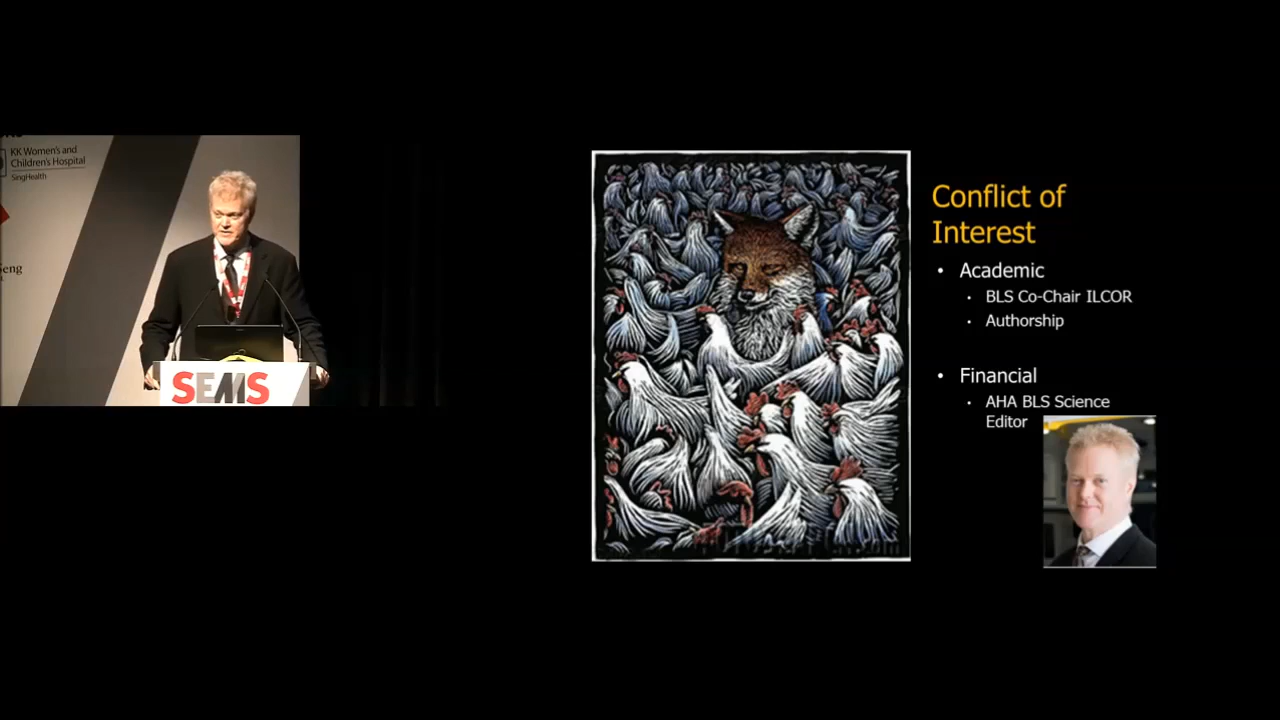 KK Women's and
Children's Hospital
SingHealth
eng
SEMS
Conflict of
Interest
• Academic
• BLS Co-Chair ILCOR
• Authorship
• Financial
• AHA BLS Science
Editor